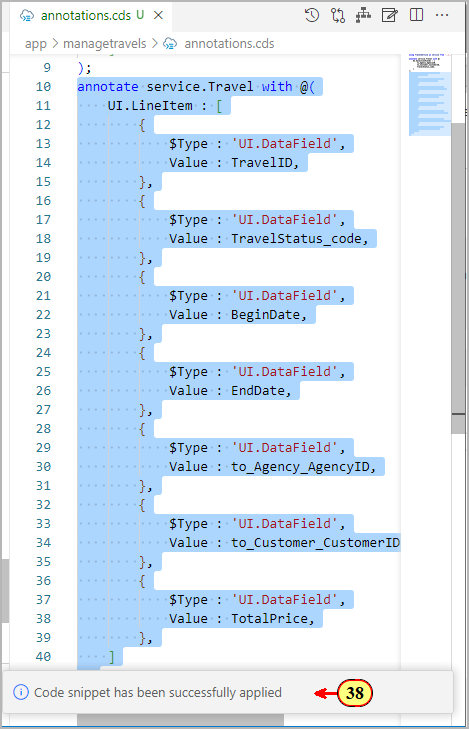 annotations.cds U
app > managetravels > annotations.cds
9 );
10 annotate service.Travel with @(
11 UI.LineItem : [
12 {
13 $Type : 'UI.DataField',
14 Value : TravelID,
15 },
16 {
17 $Type : 'UI.DataField',
18 Value : TravelStatus_code,
19 },
20 {
21 $Type : 'UI.DataField',
22 Value : BeginDate,
23 },
24 {
25 $Type : 'UI.DataField',
26 Value : EndDate,
27 },
28 {
29 $Type : 'UI.DataField',
30 Value : to_Agency_AgencyID,
31 },
32 {
33 $Type : 'UI.DataField',
34 Value : to_Customer_CustomerID
35 },
36 {
37 $Type : 'UI.DataField',
38 Value : TotalPrice,
39 },
40 ]
Code snippet has been successfully applied 38